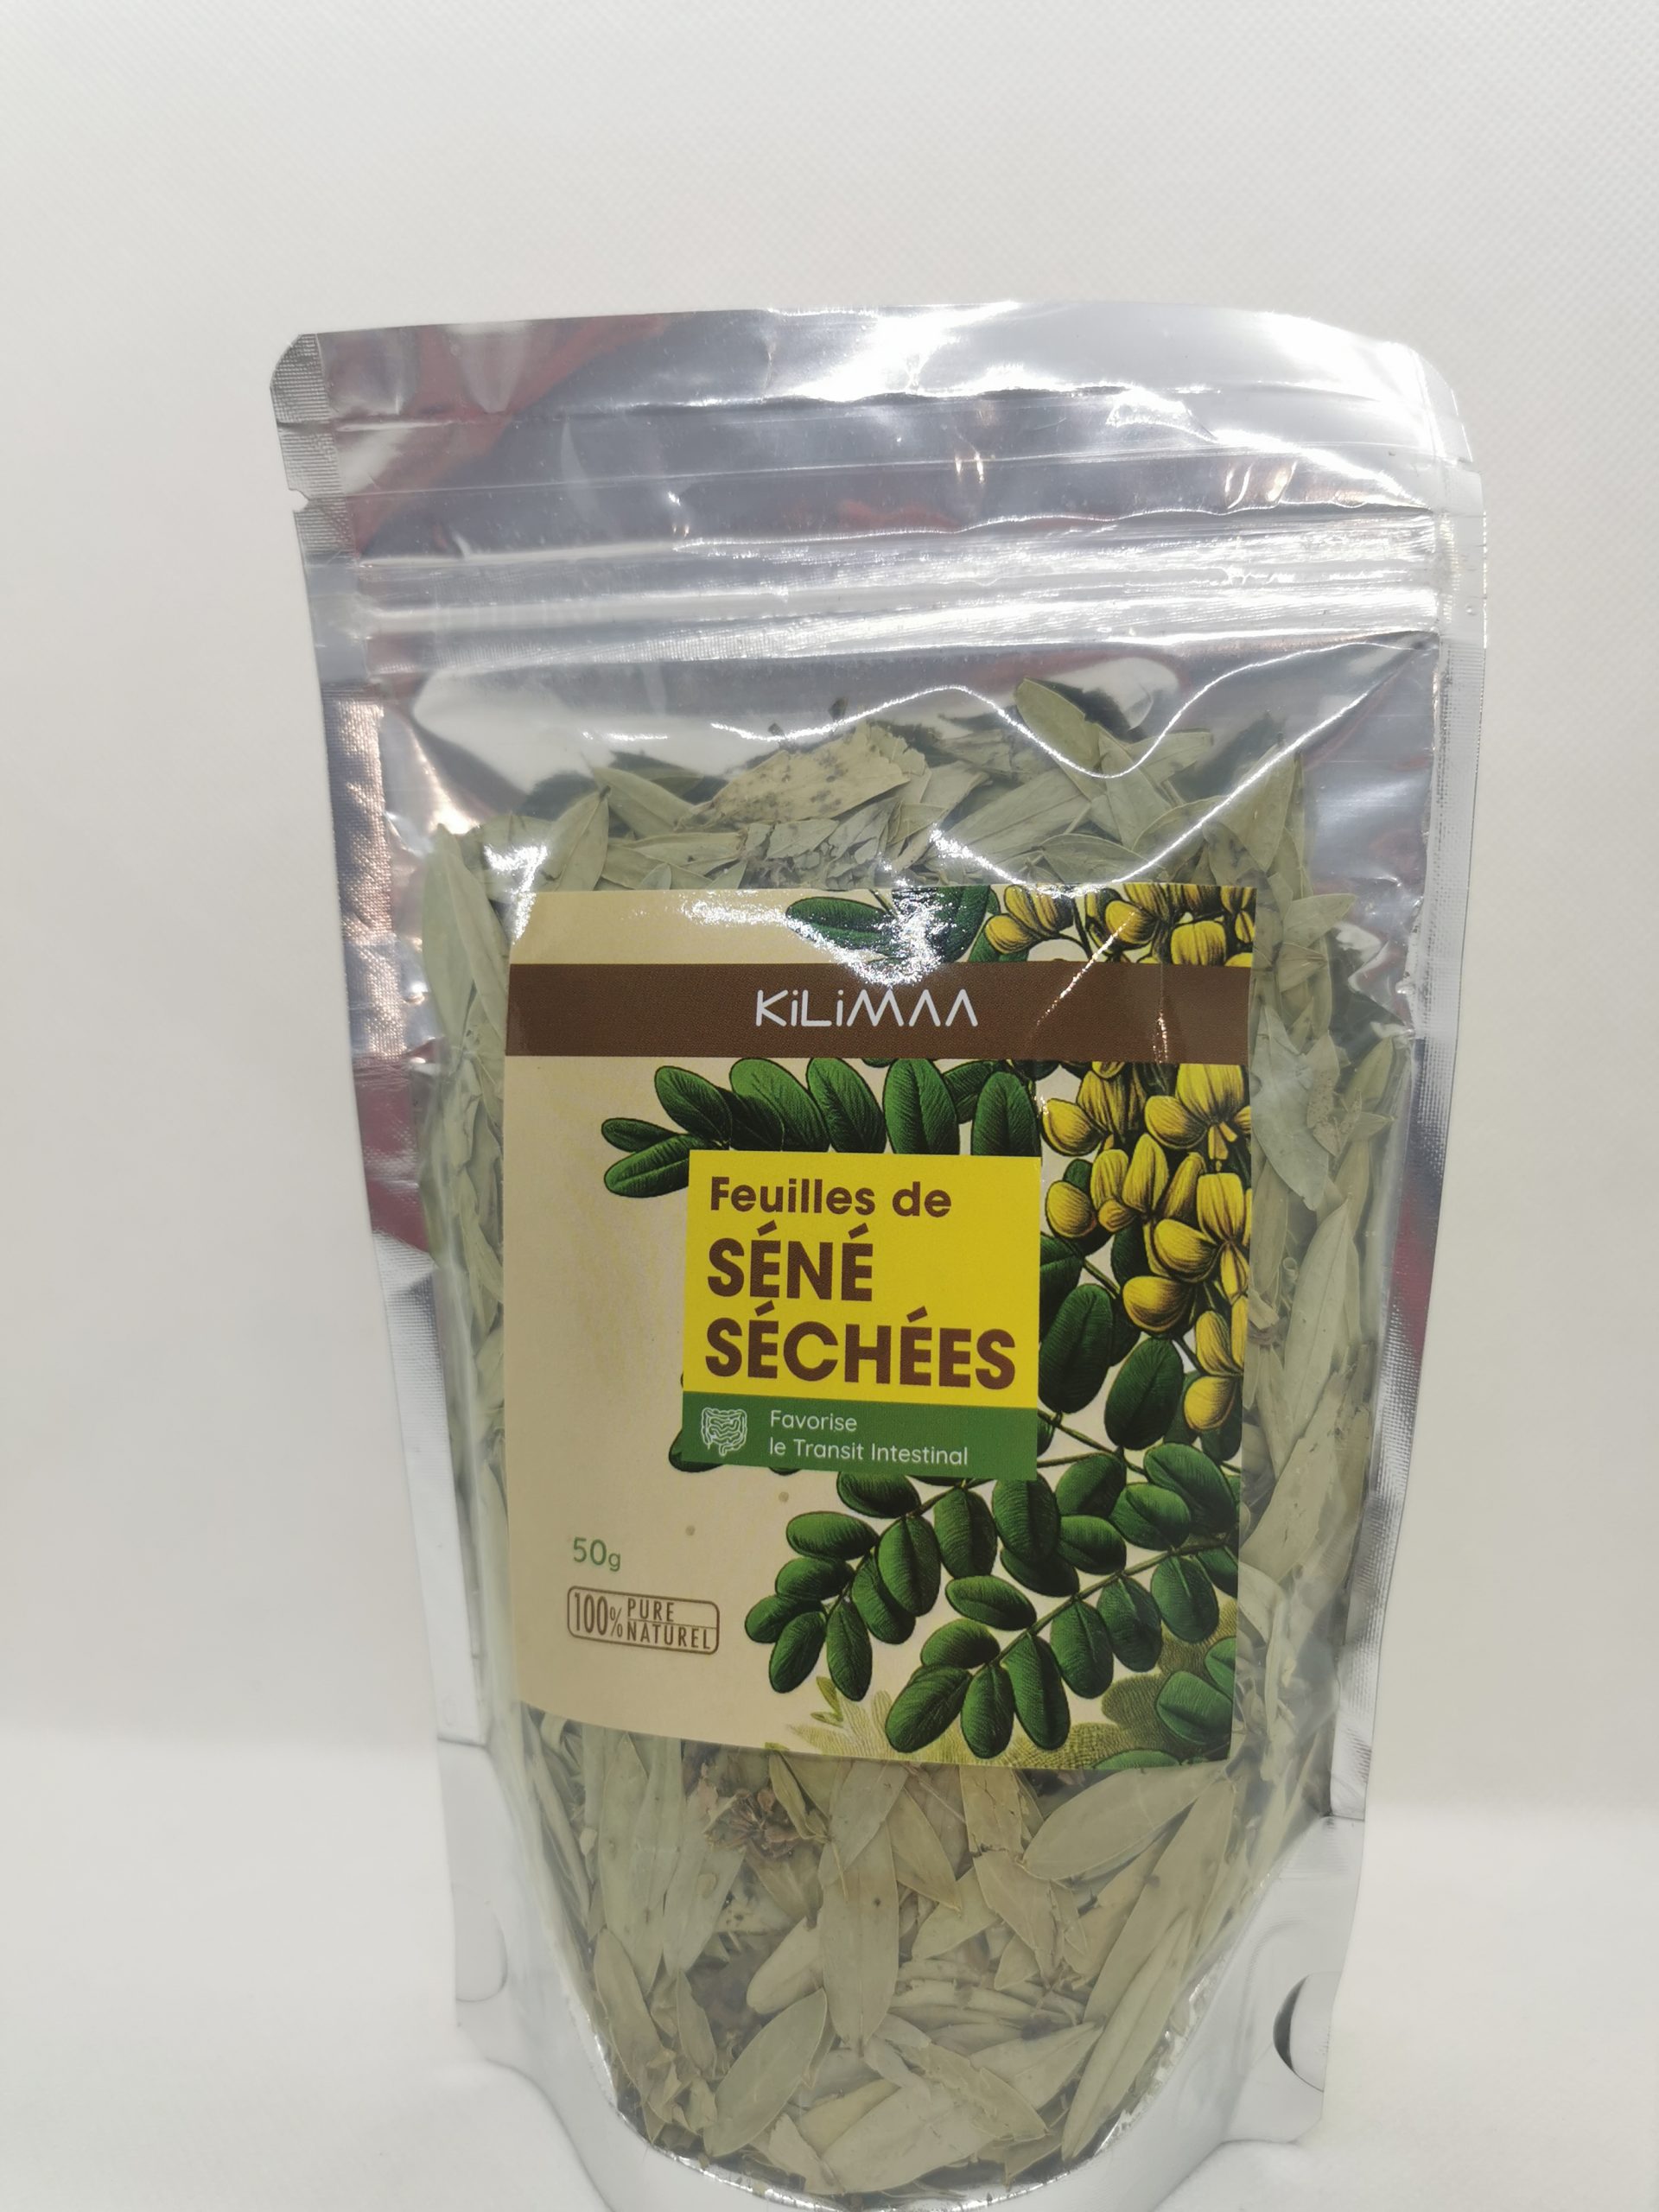 KiLiMAA
Feuilles de
SÉNÉ
SÉCHÉES
Favorise
le Transit Intestinal
50g
100% PURE
NATUREL